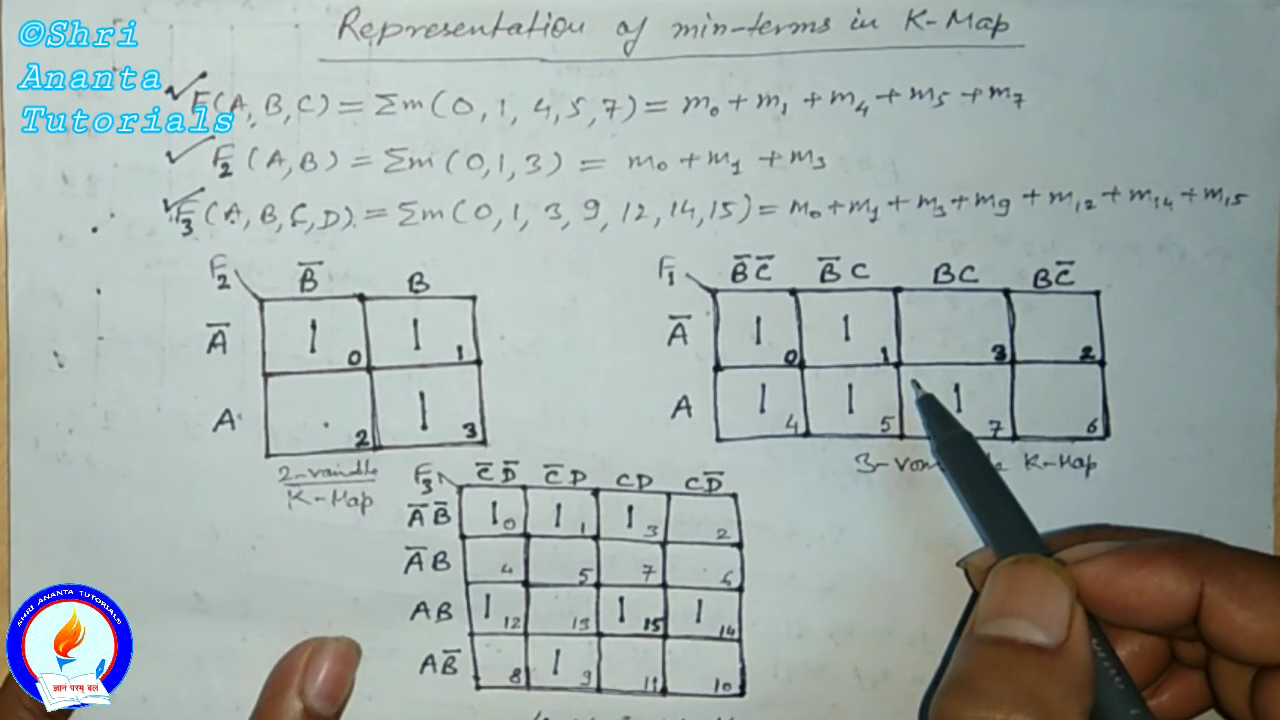 ©Shri
Ananta
Tutorials
Representation of min-terms in K-Map
F(A, B, C) = Σm(0, 1, 4, 5, 7) = m₀ + m₁ + m₄ + m₅ + m₇
F₂(A, B) = Σm(0, 1, 3) = m₀ + m₁ + m₃
F₃(A, B, C, D) = Σm(0, 1, 3, 9, 12, 14, 15) = m₀ + m₁ + m₃ + m₉ + m₁₂ + m₁₄ + m₁₅
F₂ B̅ B
A̅ 1 0 1 1
A 2 1 3
K-Map
F₁ B̅C̅ B̅C BC BC̅
A̅ 1 0 1 1 3 2
A 1 4 1 5 1 7 6
K-Map
F₃ C̅D̅ C̅D CD CD̅
A̅B̅ 1 0 1 1 1 3 2
A̅B 4 5 7 6
AB 1 12 13 1 15 1 14
AB̅ 8 1 9 11 10
SHRI ANANTA TUTORIALS
ज्ञान परम् बल